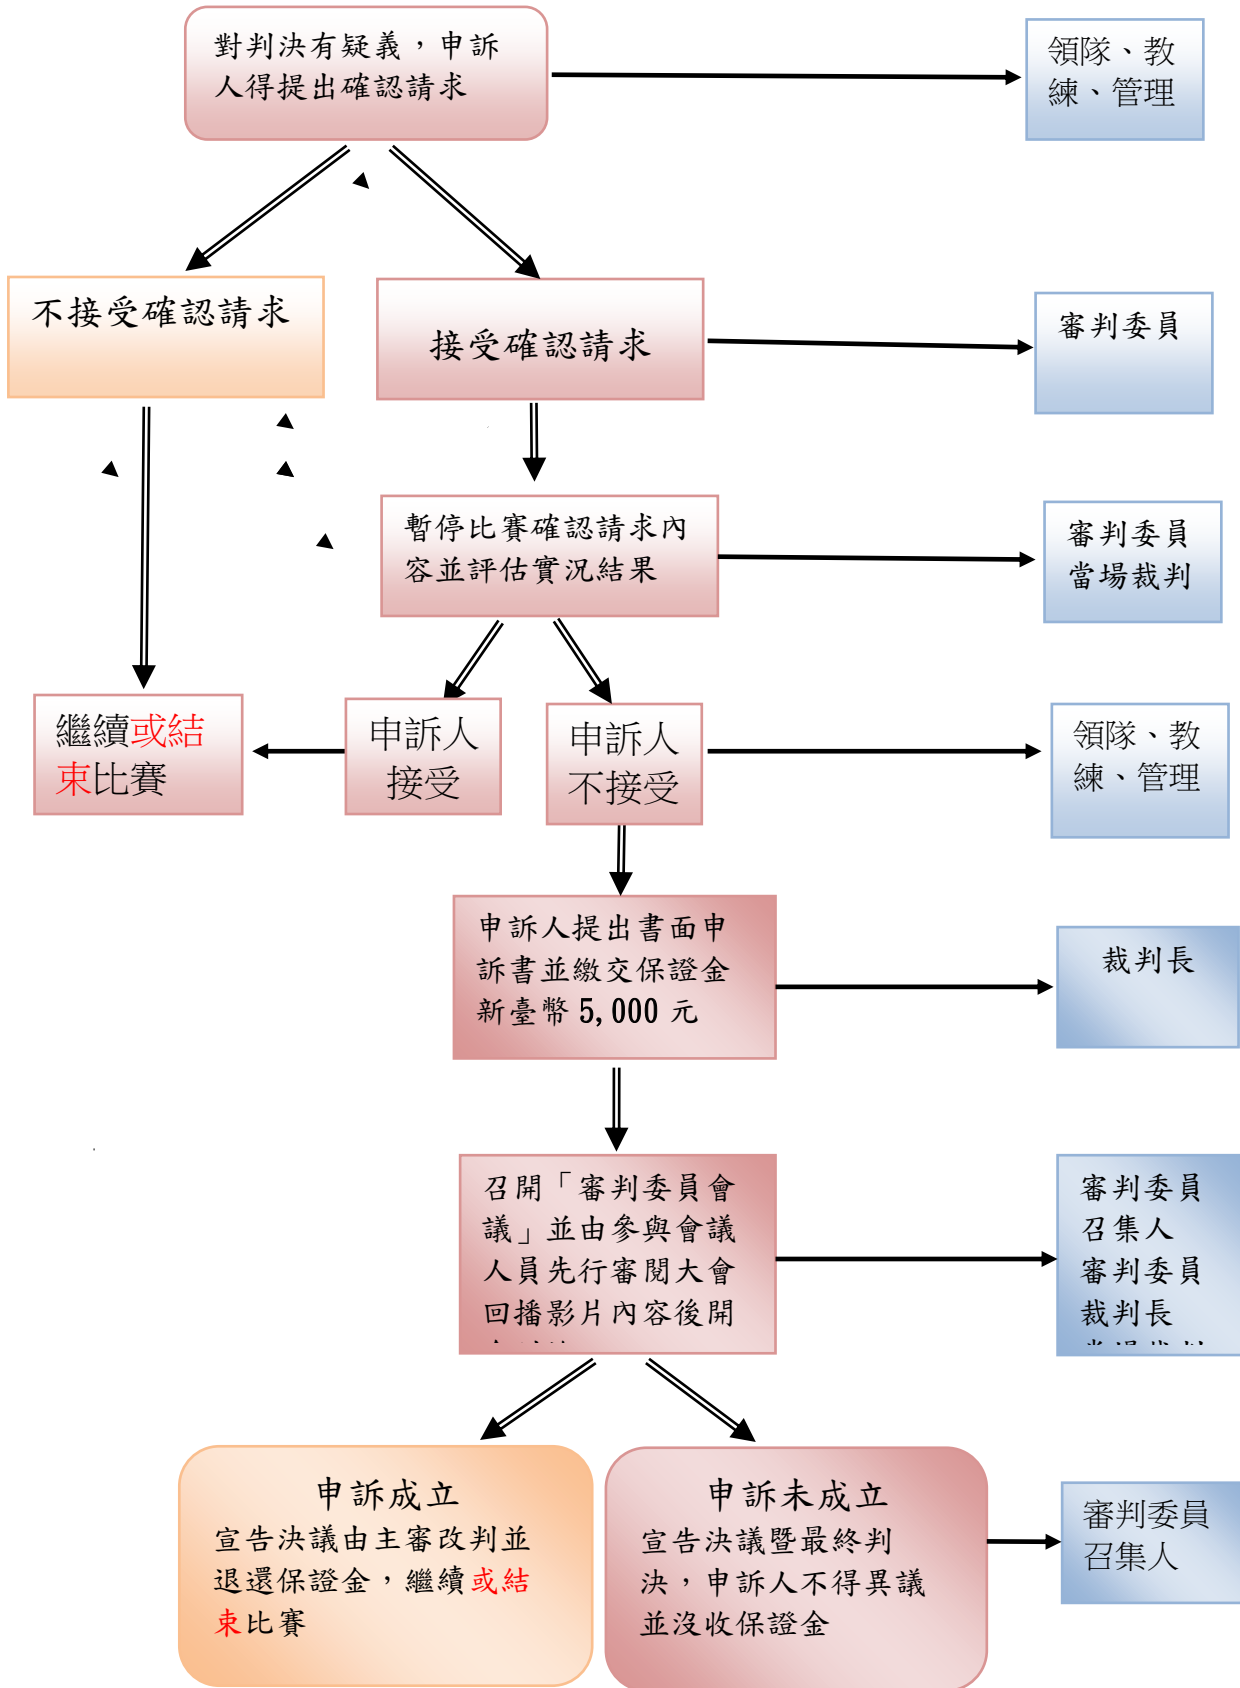 對判決有疑義，申訴
人得提出確認請求
領隊、教
練、管理
不接受確認請求
接受確認請求
審判委員
暫停比賽確認請求內
容並評估實況結果
審判委員
當場裁判
繼續或結
束比賽
申訴人
接受
申訴人
不接受
領隊、教
練、管理
申訴人提出書面申
訴書並繳交保證金
新臺幣 5,000 元
裁判長
召開「審判委員會
議」並由參與會議
人員先行審閱大會
回播影片內容後開
審判委員
召集人
審判委員
裁判長
申訴成立
宣告決議由主審改判並
退還保證金，繼續或結
束比賽
申訴未成立
宣告決議暨最終判
決，申訴人不得異議
並沒收保證金
審判委員
召集人